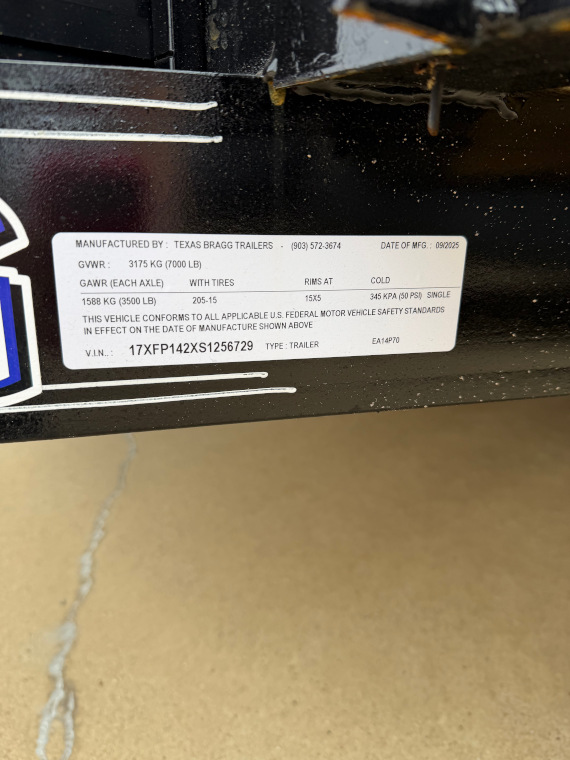 MANUFACTURED BY : TEXAS BRAGG TRAILERS - (903) 572-3674 DATE OF MFG. : 09/2025
GVWR : 3175 KG (7000 LB)
GAWR (EACH AXLE) WITH TIRES RIMS AT COLD
1588 KG (3500 LB) 205-15 15X5 345 KPA (50 PSI) SINGLE
THIS VEHICLE CONFORMS TO ALL APPLICABLE U.S. FEDERAL MOTOR VEHICLE SAFETY STANDARDS
IN EFFECT ON THE DATE OF MANUFACTURE SHOWN ABOVE
V.I.N.. : 17XFP142XS1256729 TYPE : TRAILER EA14P70